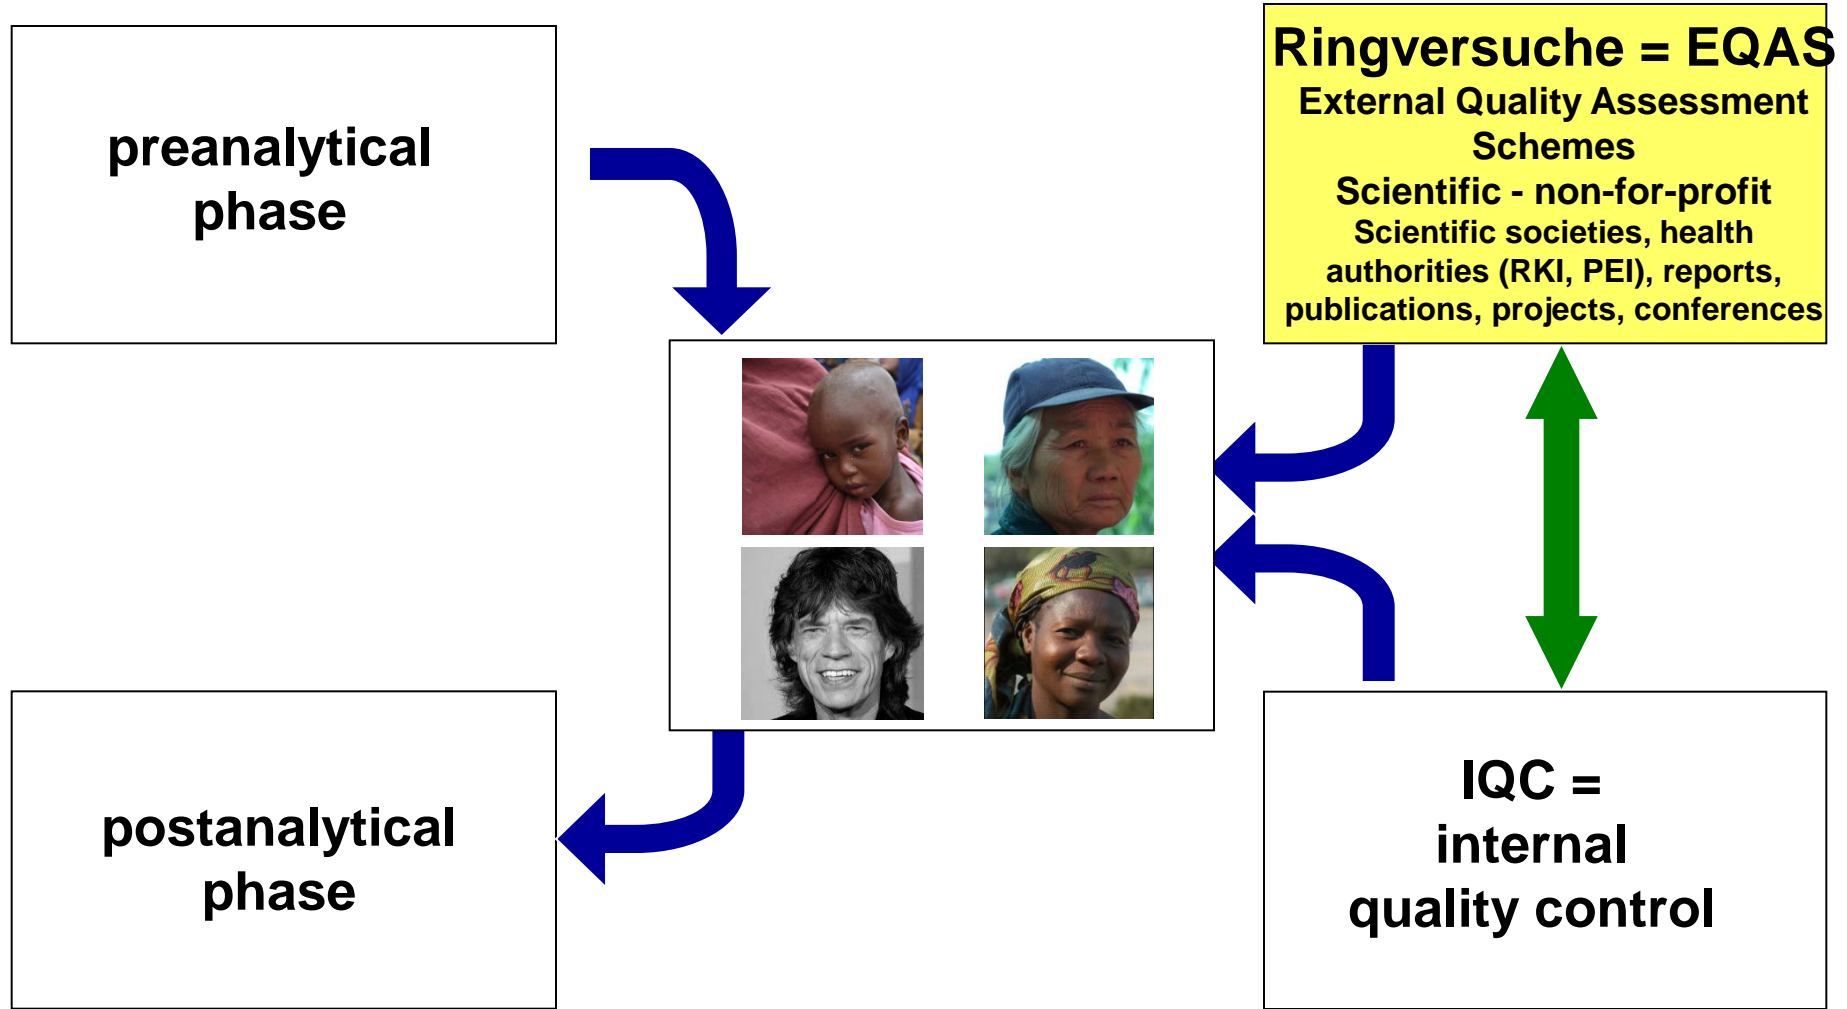 preanalytical
phase
Ringversuche = EQAS
External Quality Assessment
Schemes
Scientific - non-for-profit
Scientific societies, health
authorities (RKI, PEI), reports,
publications, projects, conferences
postanalytical
phase
IQC =
internal
quality control